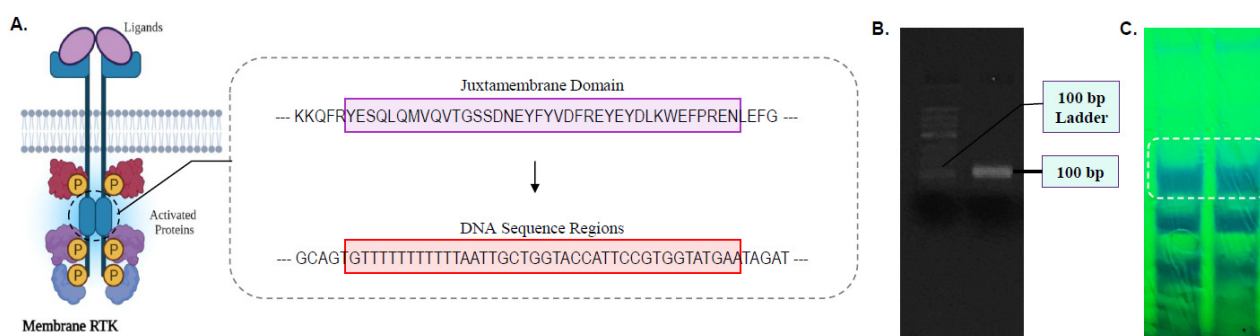 A.
Ligands
P
P
P
P
P
P
Activated
Proteins
Membrane RTK
Juxtamembrane Domain
--- KKQFRYESQLQMVQVTGSSDNEYFYVDFREYEYDLKWEFPRENLEFG ---
DNA Sequence Regions
--- GCAGTGTTTTTTTTTTTAATTGCTGGTACCATTCCGTGGTATGAATAGAT ---
B.
100 bp
Ladder
100 bp
C.